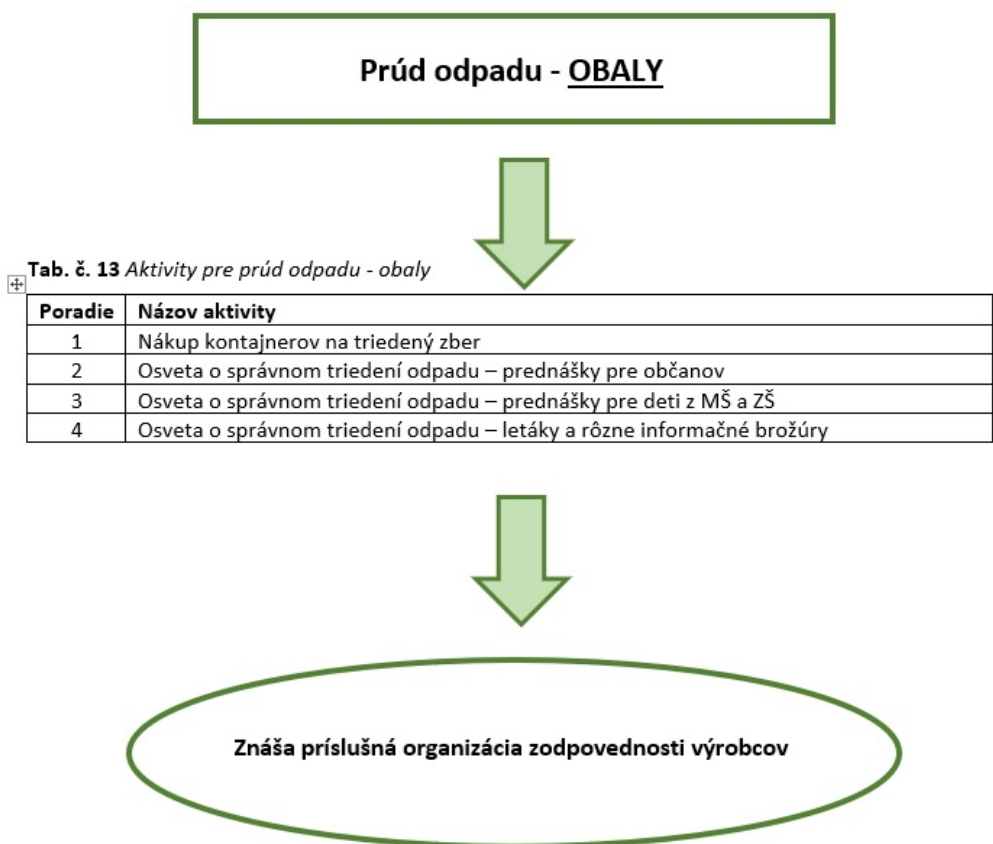 Prúd odpadu - OBALY
Tab. č. 13 Aktivity pre prúd odpadu - obaly
Poradie Názov aktivity
1 Nákup kontajnerov na triedený zber
2 Osveta o správnom triedení odpadu – prednášky pre občanov
3 Osveta o správnom triedení odpadu – prednášky pre deti z MŠ a ZŠ
4 Osveta o správnom triedení odpadu – letáky a rôzne informačné brožúry
Znáša príslušná organizácia zodpovednosti výrobcov